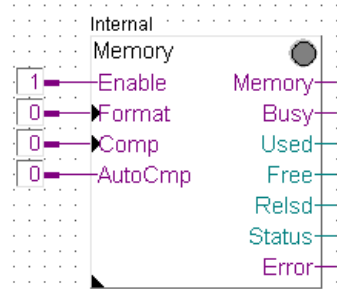 Internal
Memory
1 Enable Memory
0 Format Busy
0 Comp Used
0 AutoCmp Free
Relsd
Status
Error